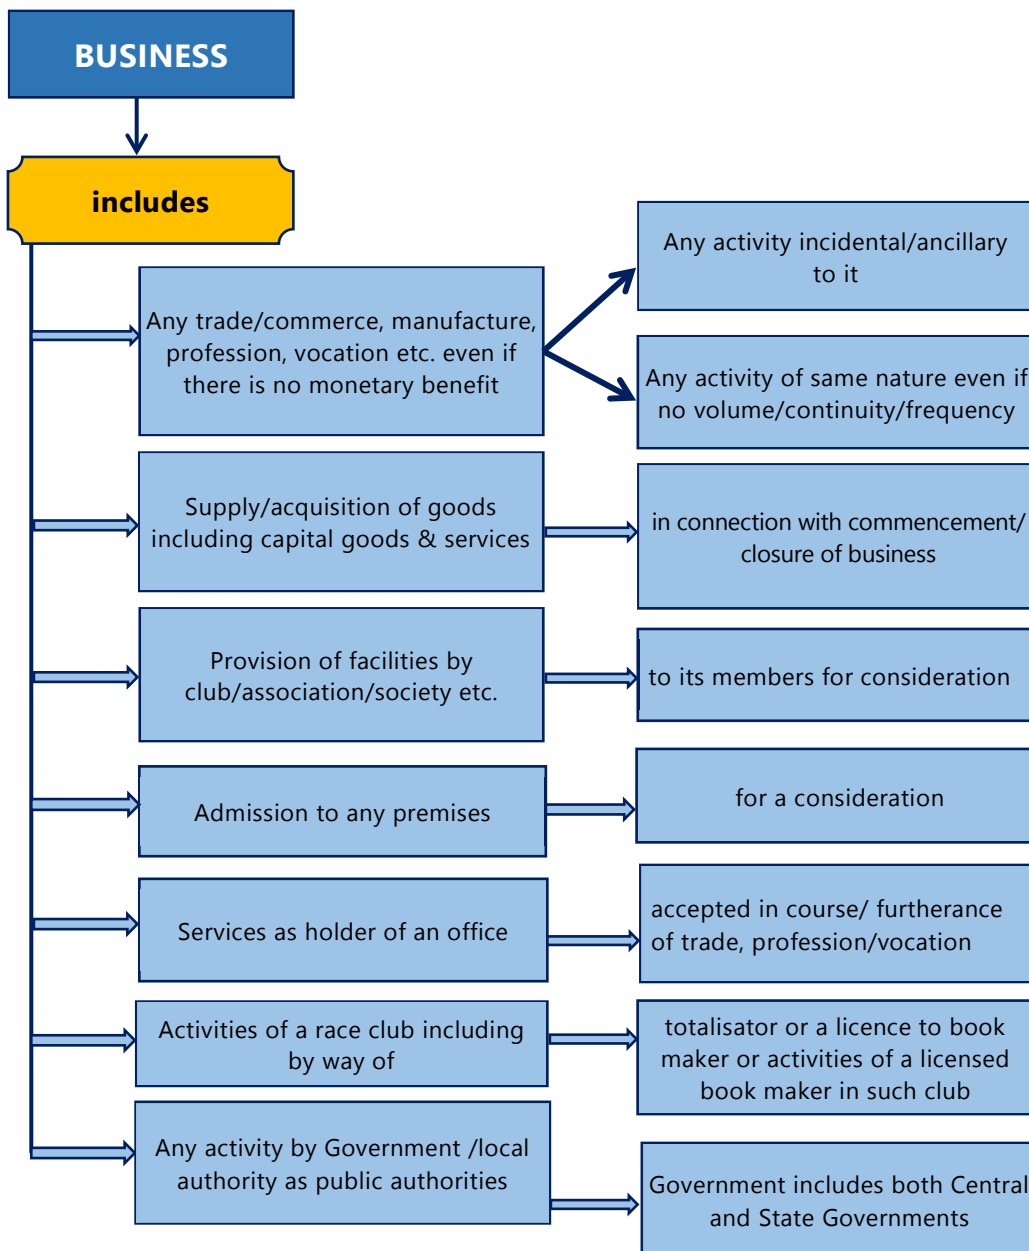 BUSINESS
includes
Any trade/commerce, manufacture,
profession, vocation etc. even if
there is no monetary benefit
Any activity incidental/ancillary
to it
Any activity of same nature even if
no volume/continuity/frequency
Supply/acquisition of goods
including capital goods & services
in connection with commencement/
closure of business
Provision of facilities by
club/association/society etc.
to its members for consideration
Admission to any premises
for a consideration
Services as holder of an office
accepted in course/ furtherance
of trade, profession/vocation
Activities of a race club including
by way of
totalisator or a licence to book
maker or activities of a licensed
book maker in such club
Any activity by Government /local
authority as public authorities
Government includes both Central
and State Governments